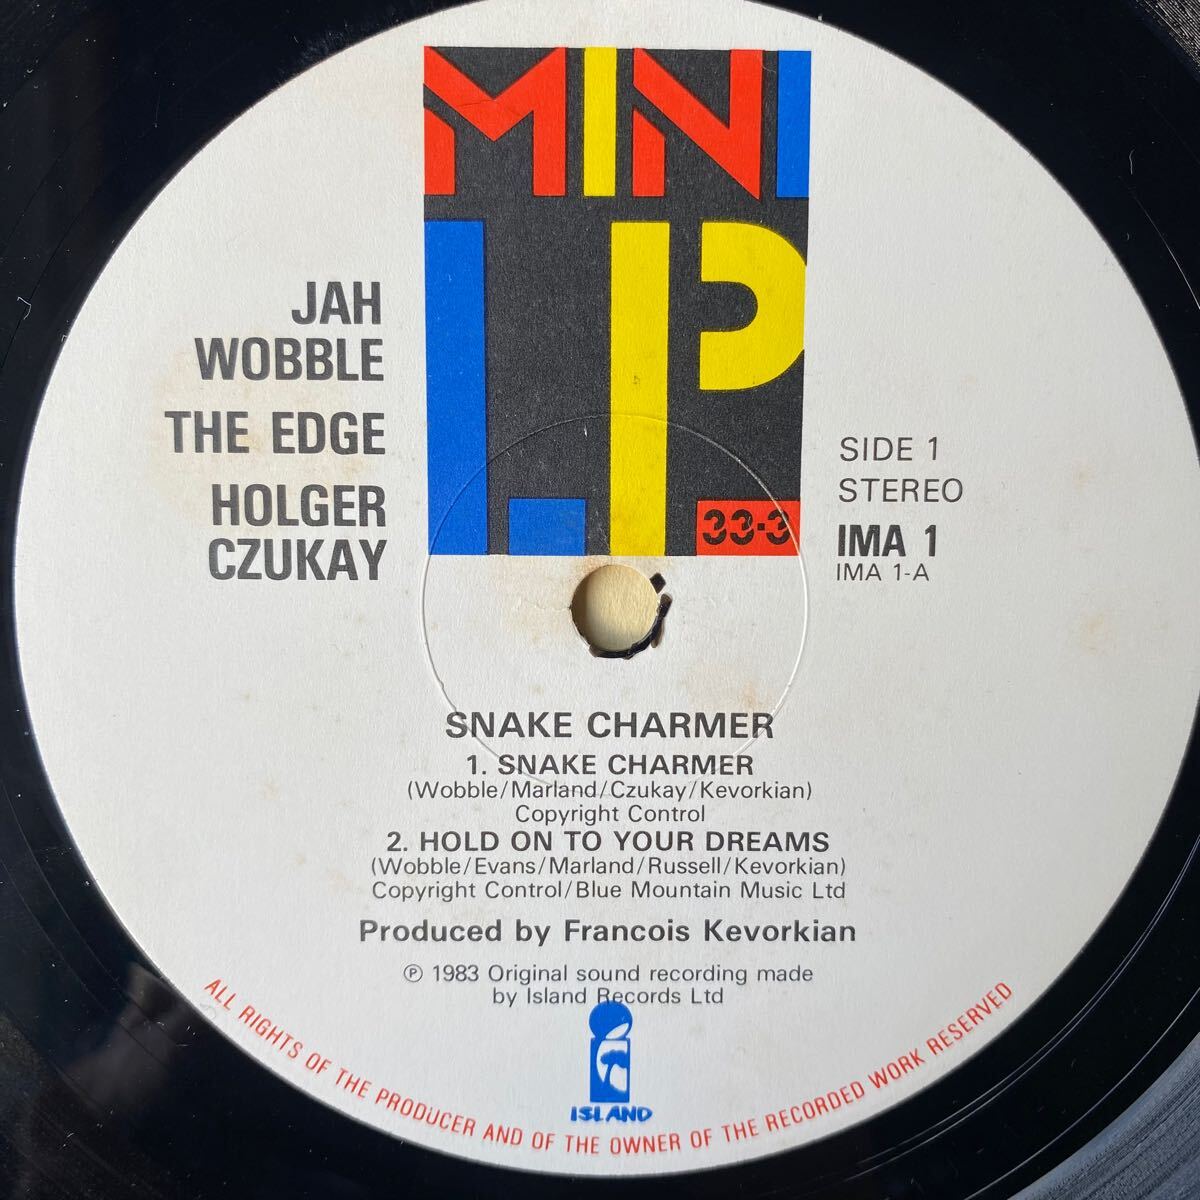 MINI
LP
33·3
JAH
WOBBLE
THE EDGE
HOLGER
CZUKAY
SIDE 1
STEREO
IMA 1
IMA 1-A
SNAKE CHARMER
1. SNAKE CHARMER
(Wobble/Marland/Czukay/Kevorkian)
Copyright Control
2. HOLD ON TO YOUR DREAMS
(Wobble/Evans/Marland/Russell/Kevorkian)
Copyright Control/Blue Mountain Music Ltd
Produced by Francois Kevorkian
℗ 1983 Original sound recording made
by Island Records Ltd
ISLAND
ALL RIGHTS OF THE PRODUCER AND OF THE OWNER OF THE RECORDED WORK RESERVED